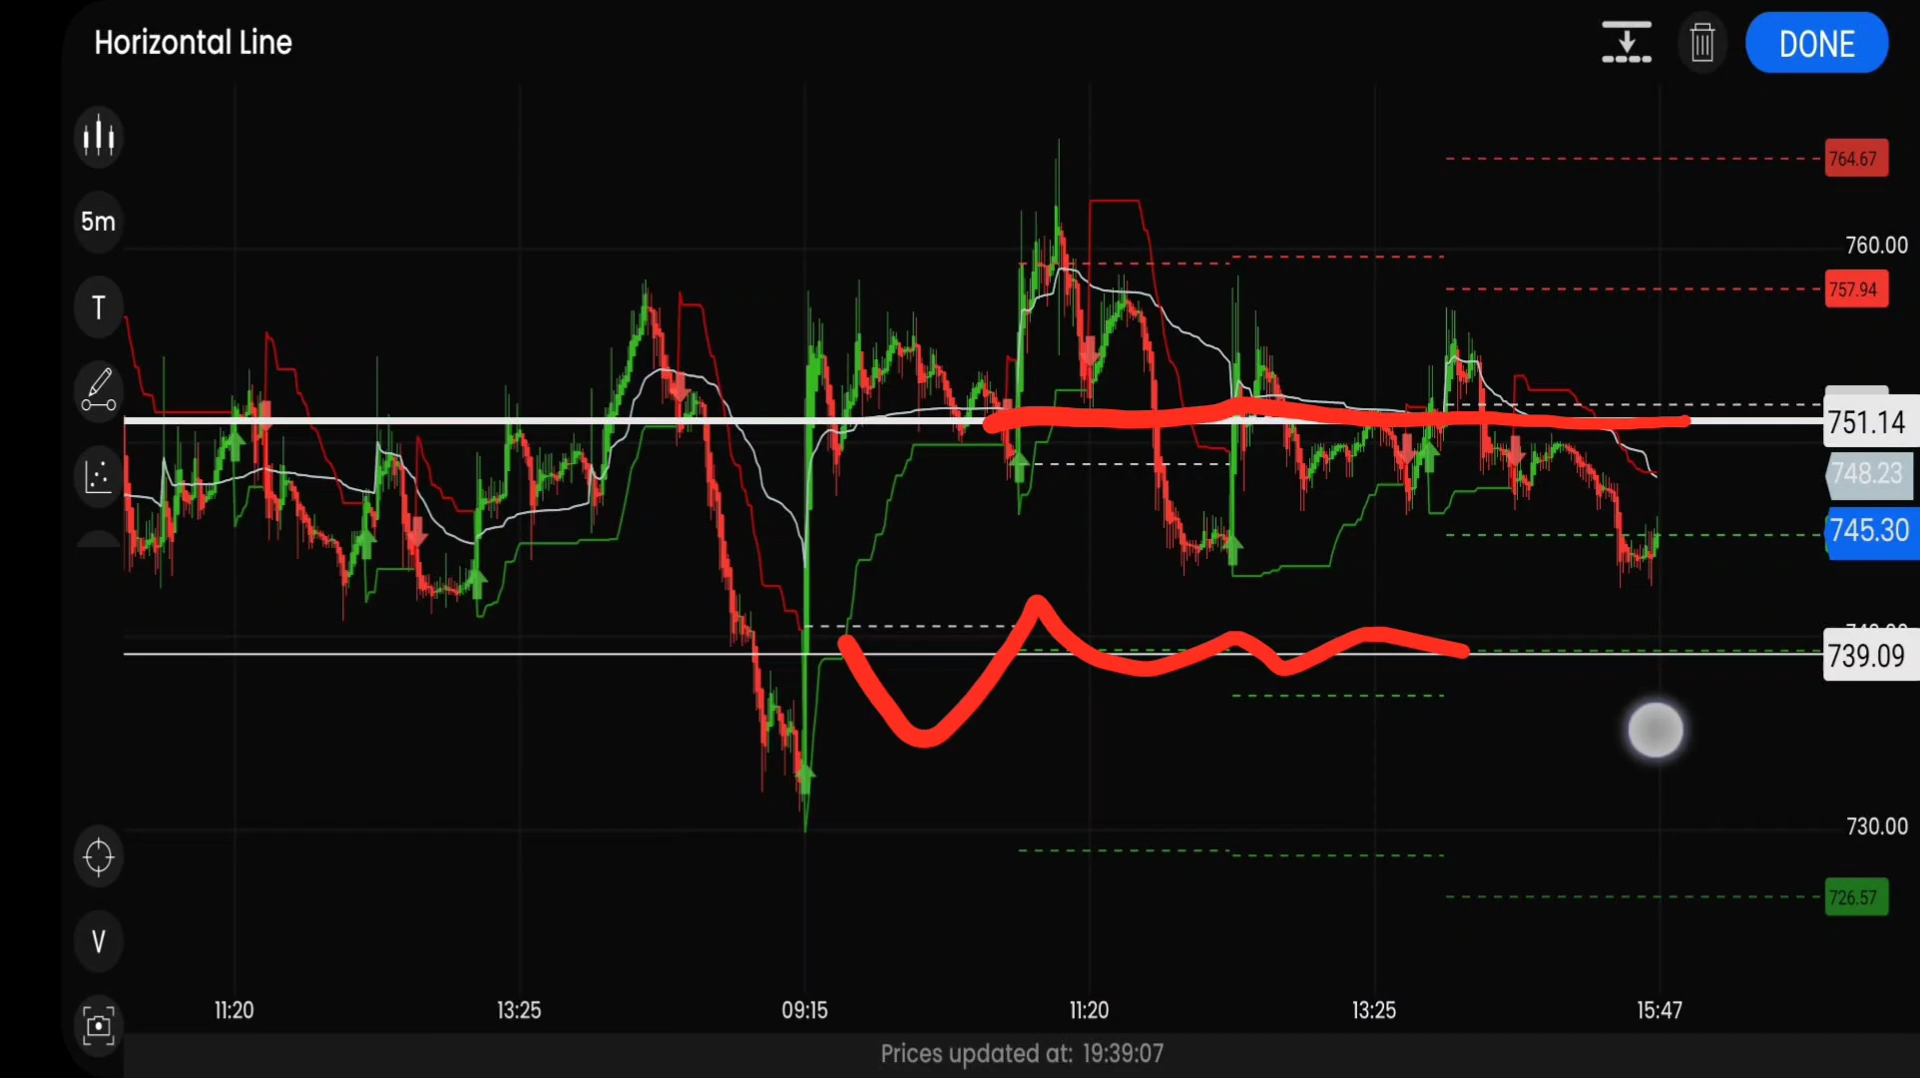 Horizontal Line
DONE
5m
T
V
764.67
760.00
757.94
751.14
748.23
745.30
739.09
730.00
726.57
11:20 13:25 09:15 11:20 13:25 15:47
Prices updated at: 19:39:07